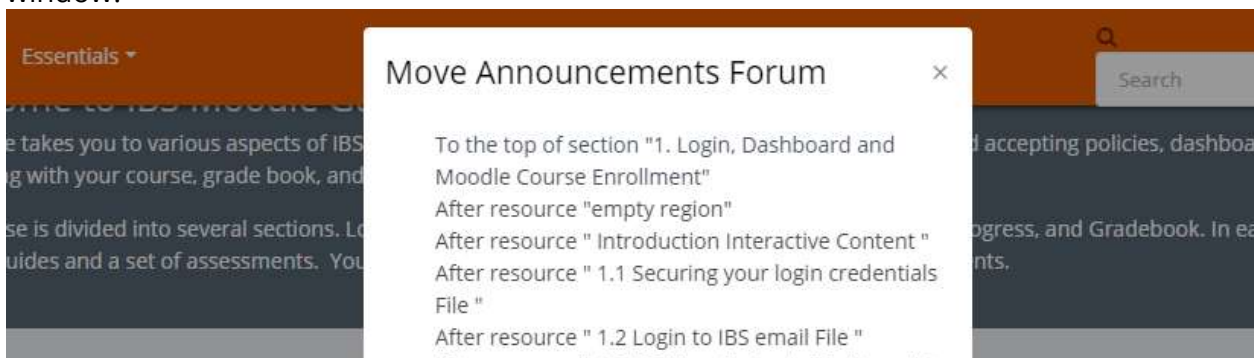 window.
Essentials
Move Announcements Forum ×
Search
To the top of section "1. Login, Dashboard and
e takes you to various aspects of IBS
d accepting policies, dashboa
Moodle Course Enrollment"
g with your course, grade book, and
After resource "empty region"
se is divided into several sections. Lo
After resource " Introduction Interactive Content "
ogress, and Gradebook. In ea
uides and a set of assessments. You
After resource " 1.1 Securing your login credentials
nts.
File "
After resource " 1.2 Login to IBS email File "